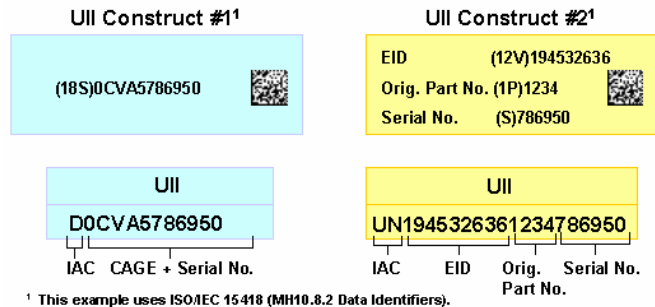 UII Construct #1¹
(18S)0CVA5786950
UII
D0CVA5786950
IAC CAGE + Serial No.
UII Construct #2¹
EID (12V)194532636
Orig. Part No. (1P)1234
Serial No. (S)786950
UII
UN1945326361234786950
IAC EID Orig. Part No. Serial No.
¹ This example uses ISO/IEC 15418 (MH10.8.2 Data Identifiers).